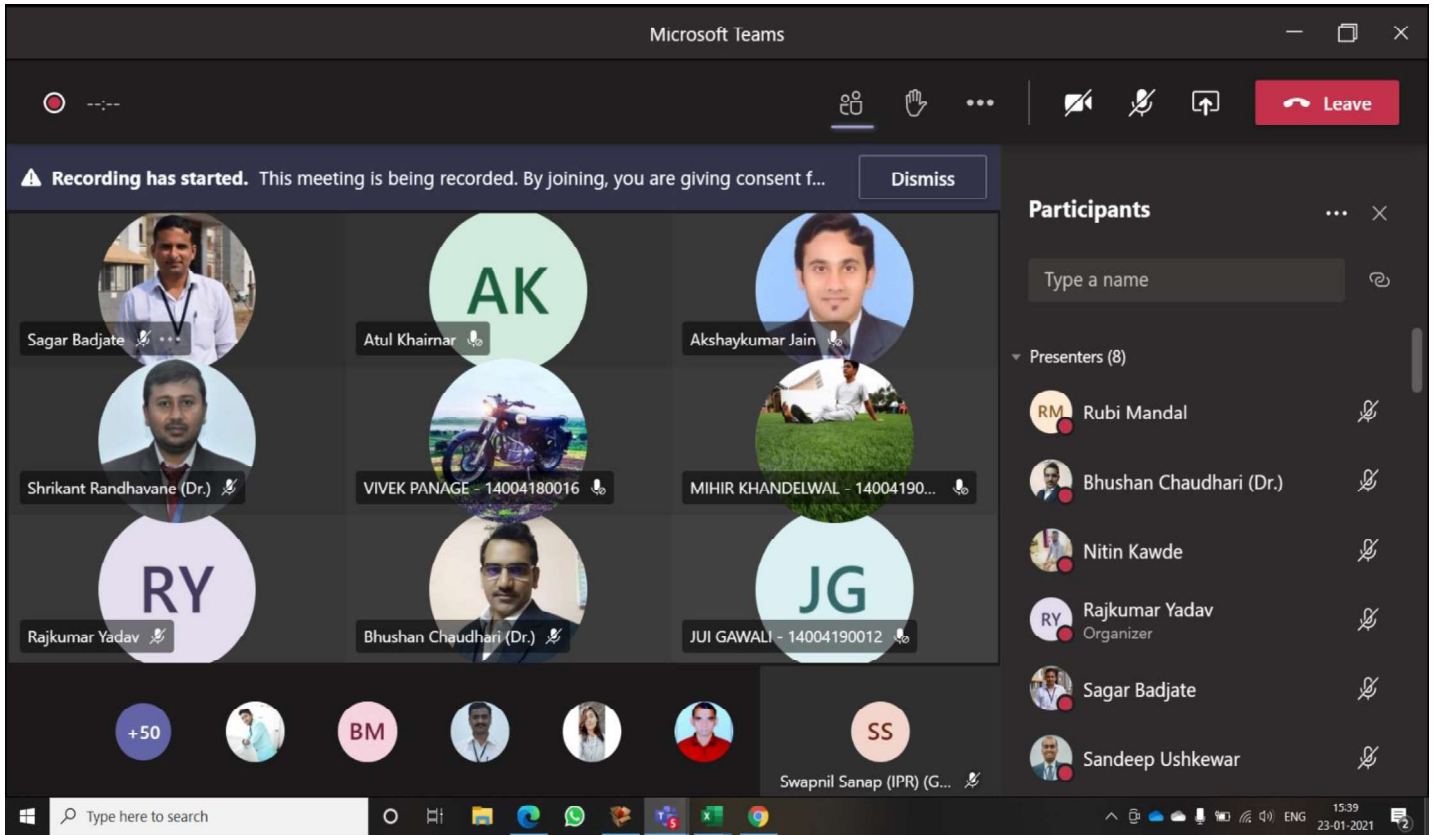 Microsoft Teams
--:--
Leave
Recording has started. This meeting is being recorded. By joining, you are giving consent f...
Dismiss
Sagar Badjate
AK
Atul Khairnar
Akshaykumar Jain
Shrikant Randhavane (Dr.)
VIVEK PANAGE - 14004180016
MIHIR KHANDELWAL - 14004190...
RY
Rajkumar Yadav
Bhushan Chaudhari (Dr.)
JG
JUI GAWALI - 14004190012
+50
BM
SS
Swapnil Sanap (IPR) (G...
Participants
Type a name
Presenters (8)
RM
Rubi Mandal
Bhushan Chaudhari (Dr.)
Nitin Kawde
RY
Rajkumar Yadav
Organizer
Sagar Badjate
Sandeep Ushkewar
Type here to search
ENG
15:39
23-01-2021
2